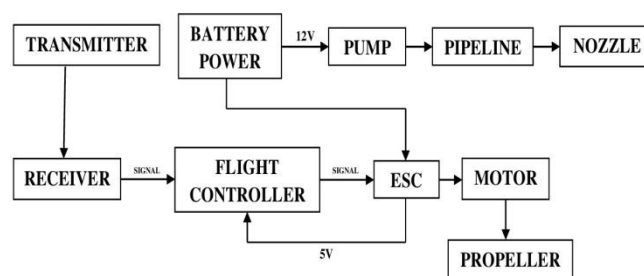 TRANSMITTER
BATTERY
POWER
12V
PUMP
PIPELINE
NOZZLE
RECEIVER
SIGNAL
FLIGHT
CONTROLLER
SIGNAL
ESC
MOTOR
5V
PROPELLER